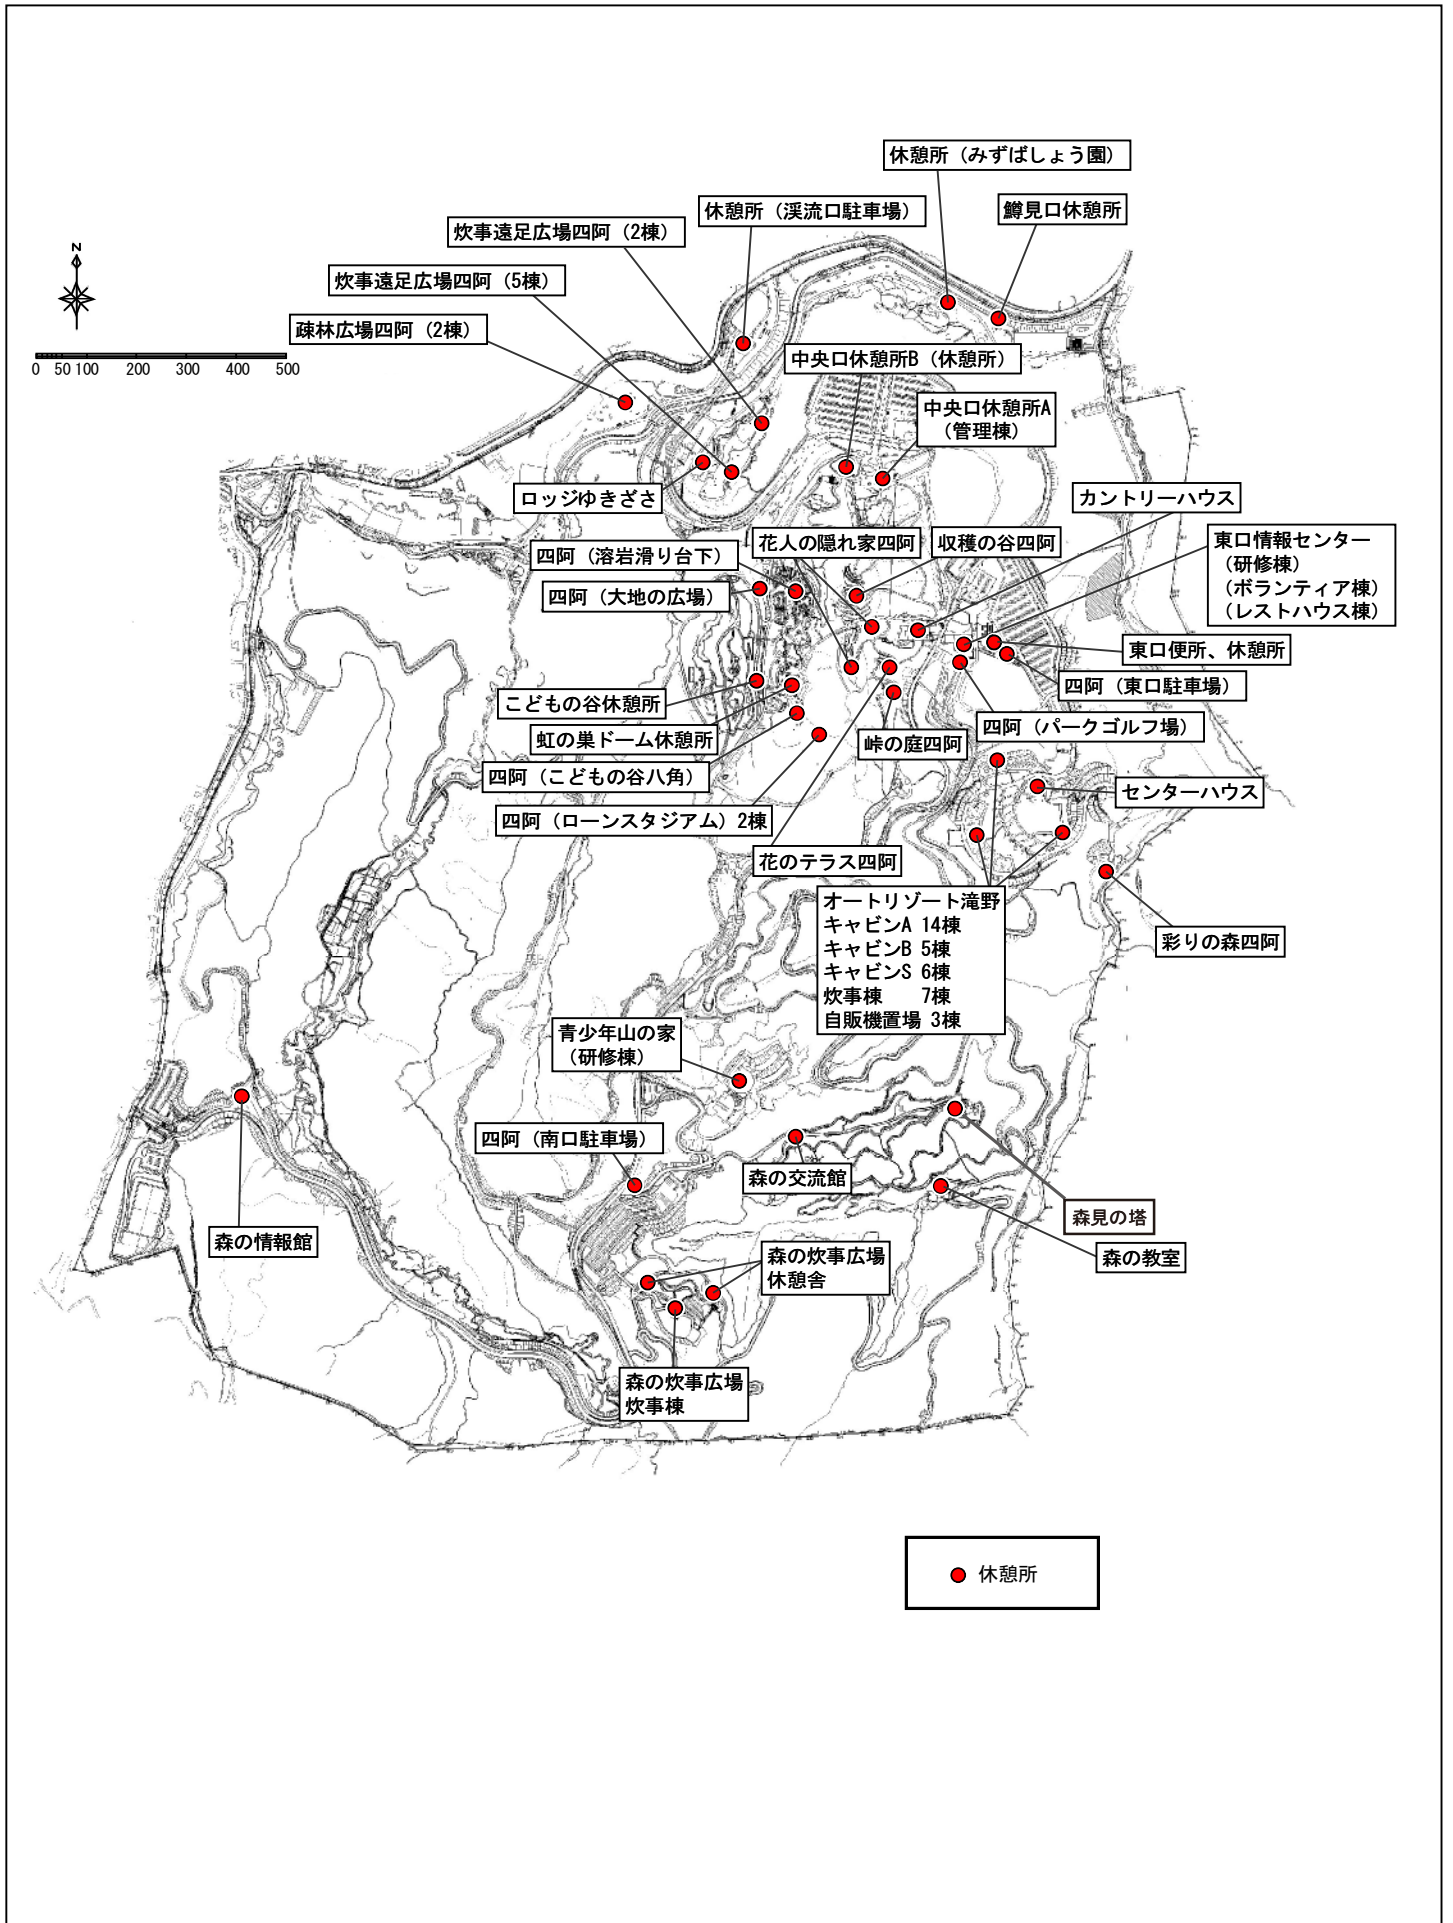 休憩所（みずばしょう園）
休憩所（渓流口駐車場）
鱒見口休憩所
炊事遠足広場四阿（2棟）
N
炊事遠足広場四阿（5棟）
疎林広場四阿（2棟）
中央口休憩所B（休憩所）
0 50 100 200 300 400 500
中央口休憩所A
（管理棟）
ロッジゆきざさ
カントリーハウス
四阿（溶岩滑り台下）
花人の隠れ家四阿
収穫の谷四阿
東口情報センター
（研修棟）
（ボランティア棟）
（レストハウス棟）
四阿（大地の広場）
東口便所、休憩所
四阿（東口駐車場）
こどもの谷休憩所
四阿（パークゴルフ場）
虹の巣ドーム休憩所
峠の庭四阿
四阿（こどもの谷八角）
センターハウス
四阿（ローンスタジアム）2棟
花のテラス四阿
オートリゾート滝野
キャビンA 14棟
キャビンB 5棟
キャビンS 6棟
炊事棟　　7棟
自販機置場 3棟
彩りの森四阿
青少年山の家
（研修棟）
四阿（南口駐車場）
森の交流館
森見の塔
森の情報館
森の教室
森の炊事広場
休憩舎
森の炊事広場
炊事棟
休憩所